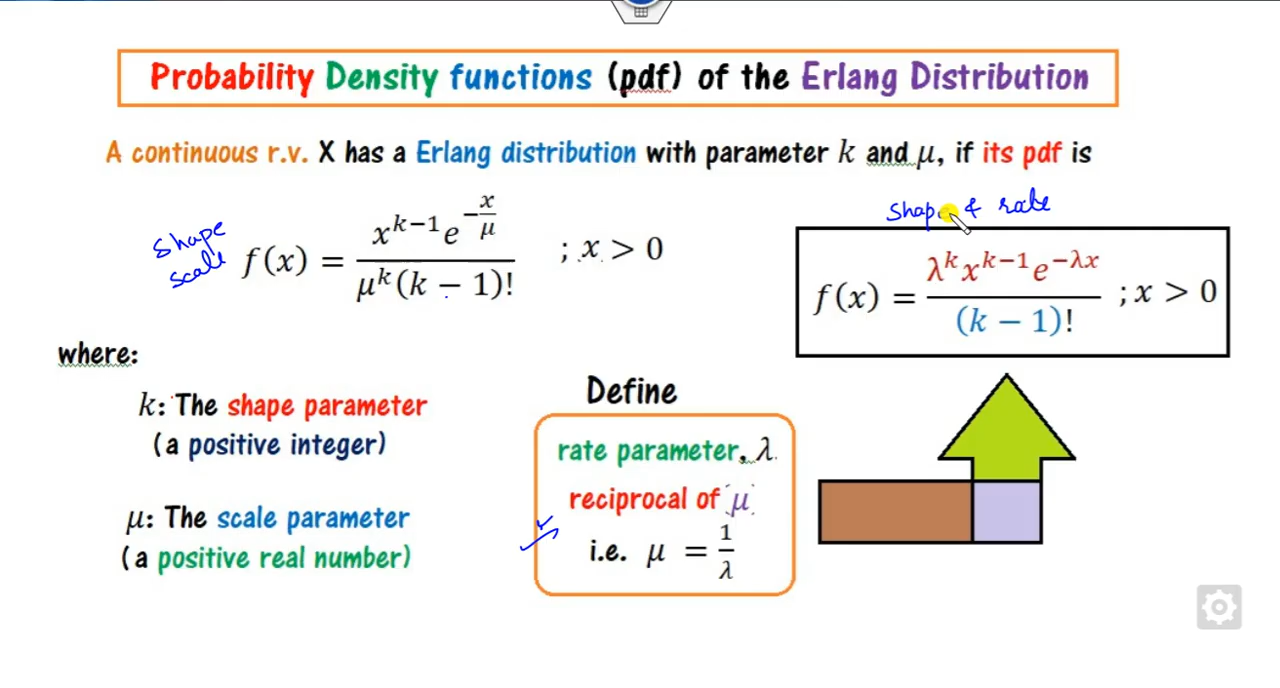 Probability Density functions (pdf) of the Erlang Distribution
A continuous r.v. X has a Erlang distribution with parameter k and μ, if its pdf is
shape
scale
f(x) = x^{k−1} e^{−x/μ} / μ^k (k − 1)! ; x > 0
shape & rate
f(x) = λ^k x^{k−1} e^{−λx} / (k − 1)! ; x > 0
where:
k: The shape parameter
(a positive integer)
μ: The scale parameter
(a positive real number)
Define
rate parameter, λ
reciprocal of μ
i.e. μ = 1/λ